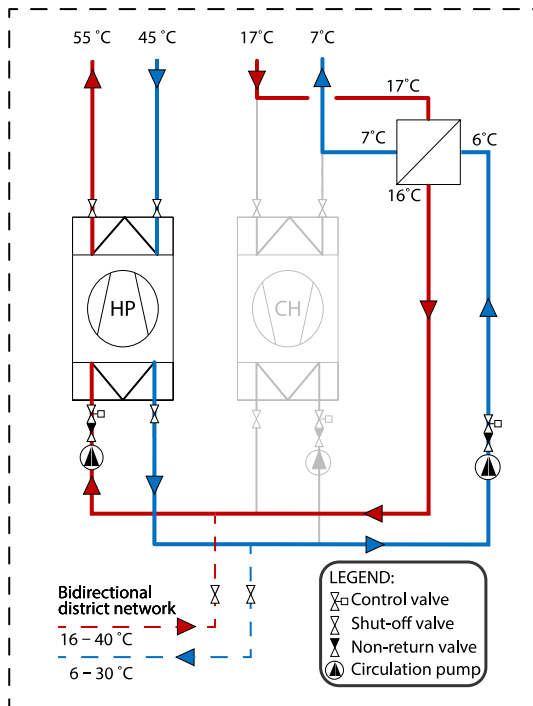 55 °C 45 °C 17°C 7°C
17°C
7°C 6°C
16°C
HP CH
Bidirectional
district network
16 – 40 °C
6 – 30°C
LEGEND:
Control valve
Shut-off valve
Non-return valve
Circulation pump